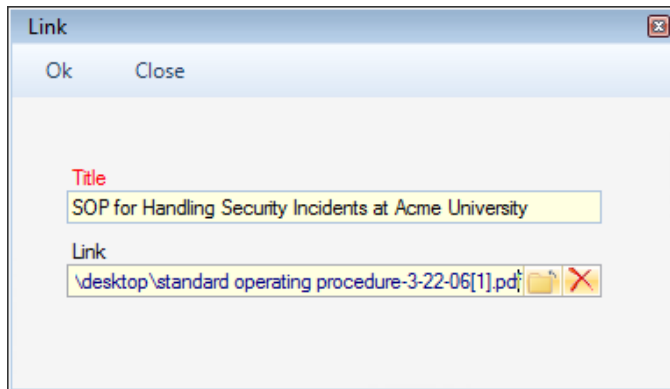 Link
Ok Close
Title
SOP for Handling Security Incidents at Acme University
Link
\desktop\standard operating procedure-3-22-06[1].pdf